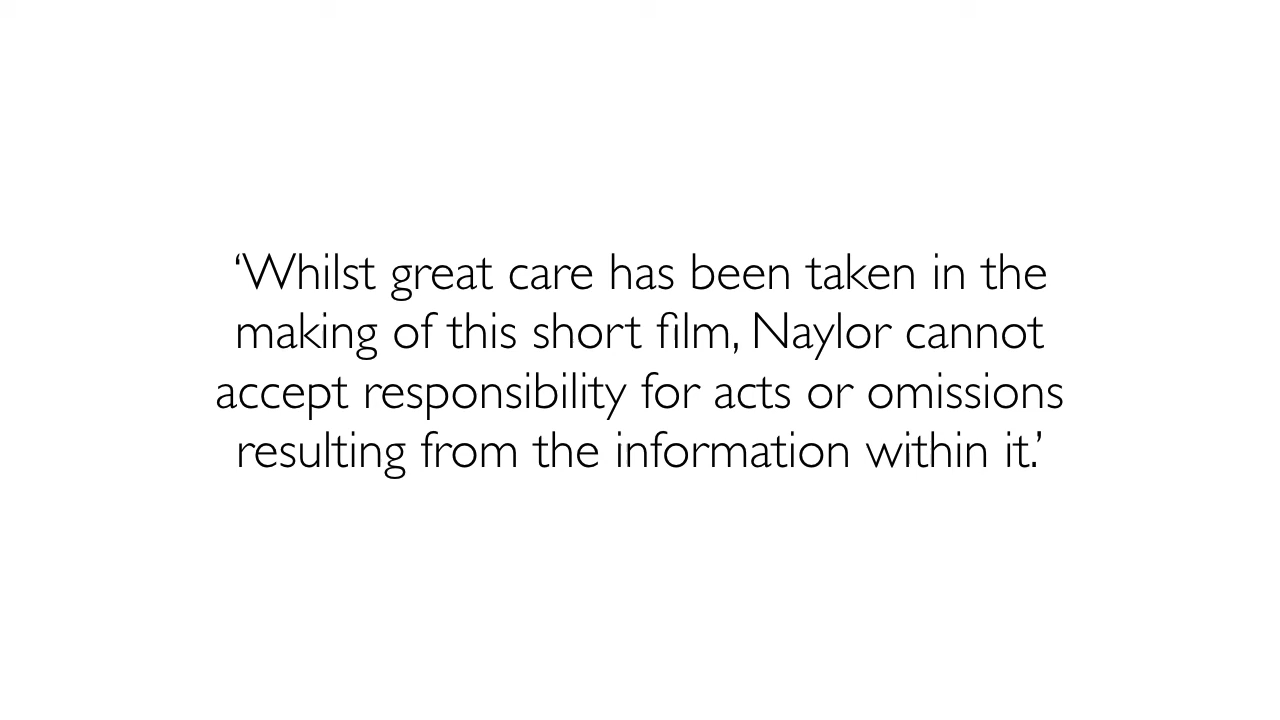 ‘Whilst great care has been taken in the
making of this short film, Naylor cannot
accept responsibility for acts or omissions
resulting from the information within it.’